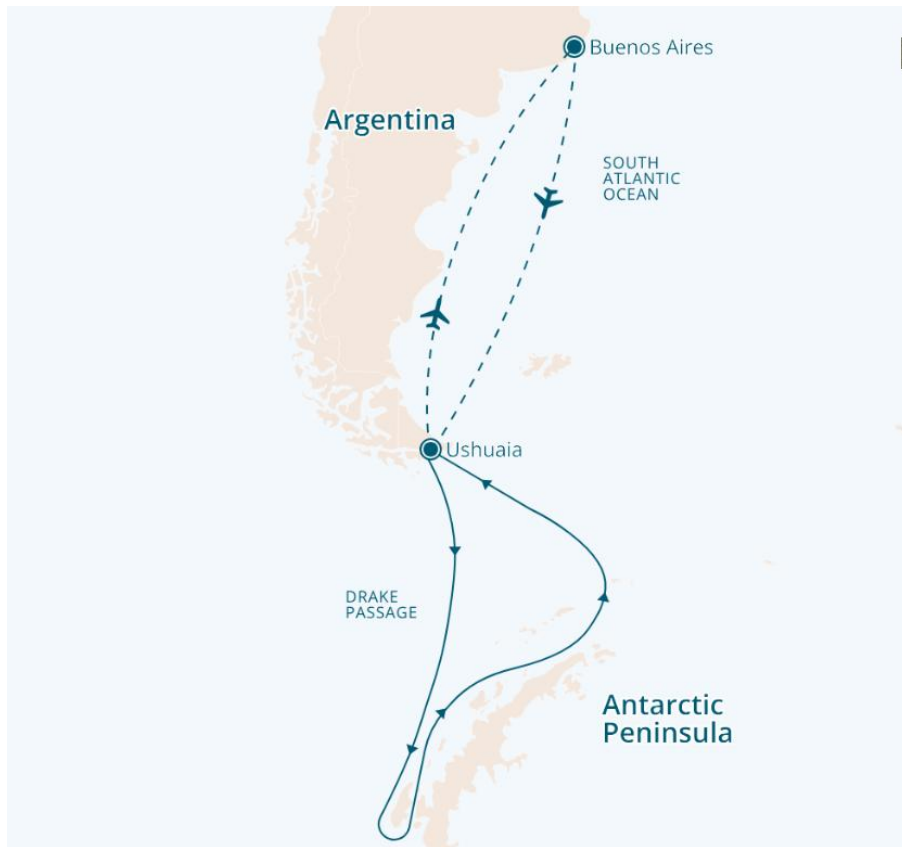 Buenos Aires
Argentina
SOUTH
ATLANTIC
OCEAN
Ushuaia
DRAKE
PASSAGE
Antarctic
Peninsula